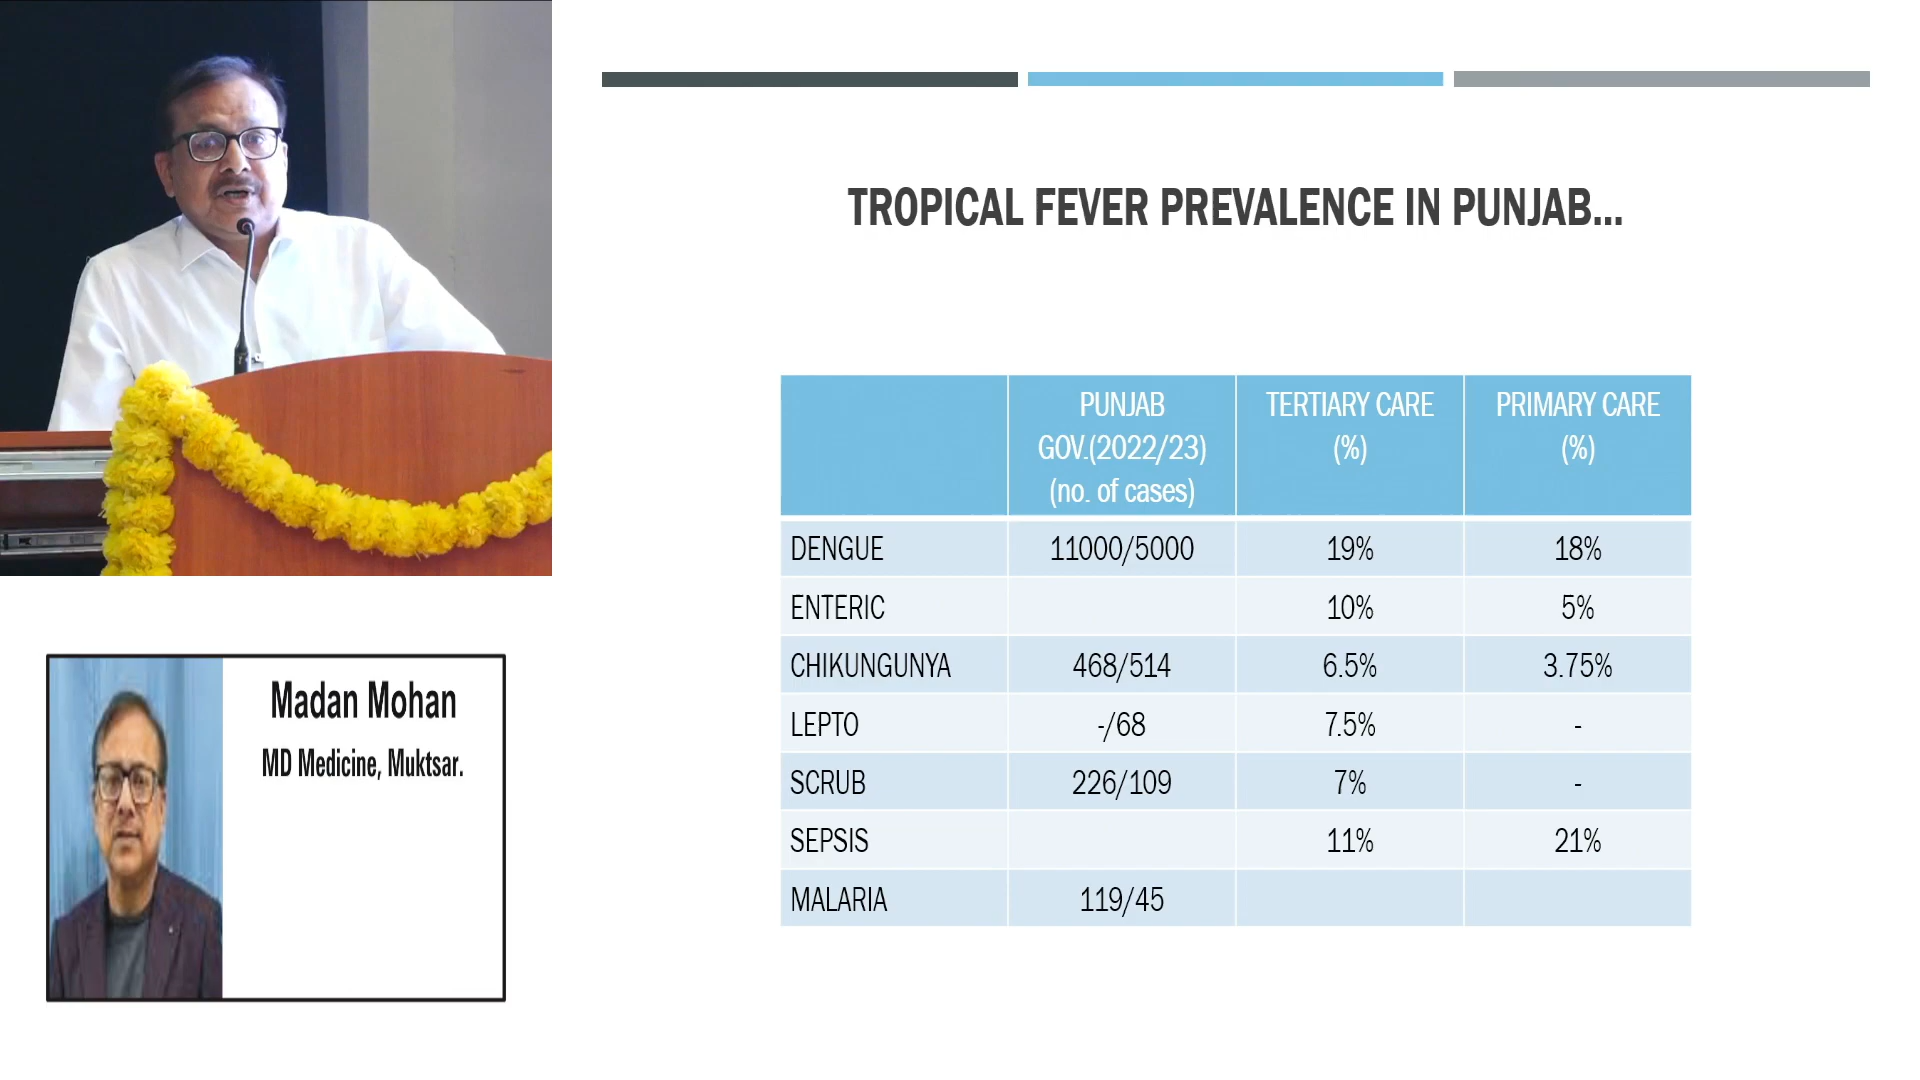 TROPICAL FEVER PREVALENCE IN PUNJAB...
PUNJAB GOV.(2022/23) (no. of cases) TERTIARY CARE (%) PRIMARY CARE (%)
DENGUE 11000/5000 19% 18%
ENTERIC 10% 5%
CHIKUNGUNYA 468/514 6.5% 3.75%
LEPTO -/68 7.5% -
SCRUB 226/109 7% -
SEPSIS 11% 21%
MALARIA 119/45
Madan Mohan
MD Medicine, Muktsar.